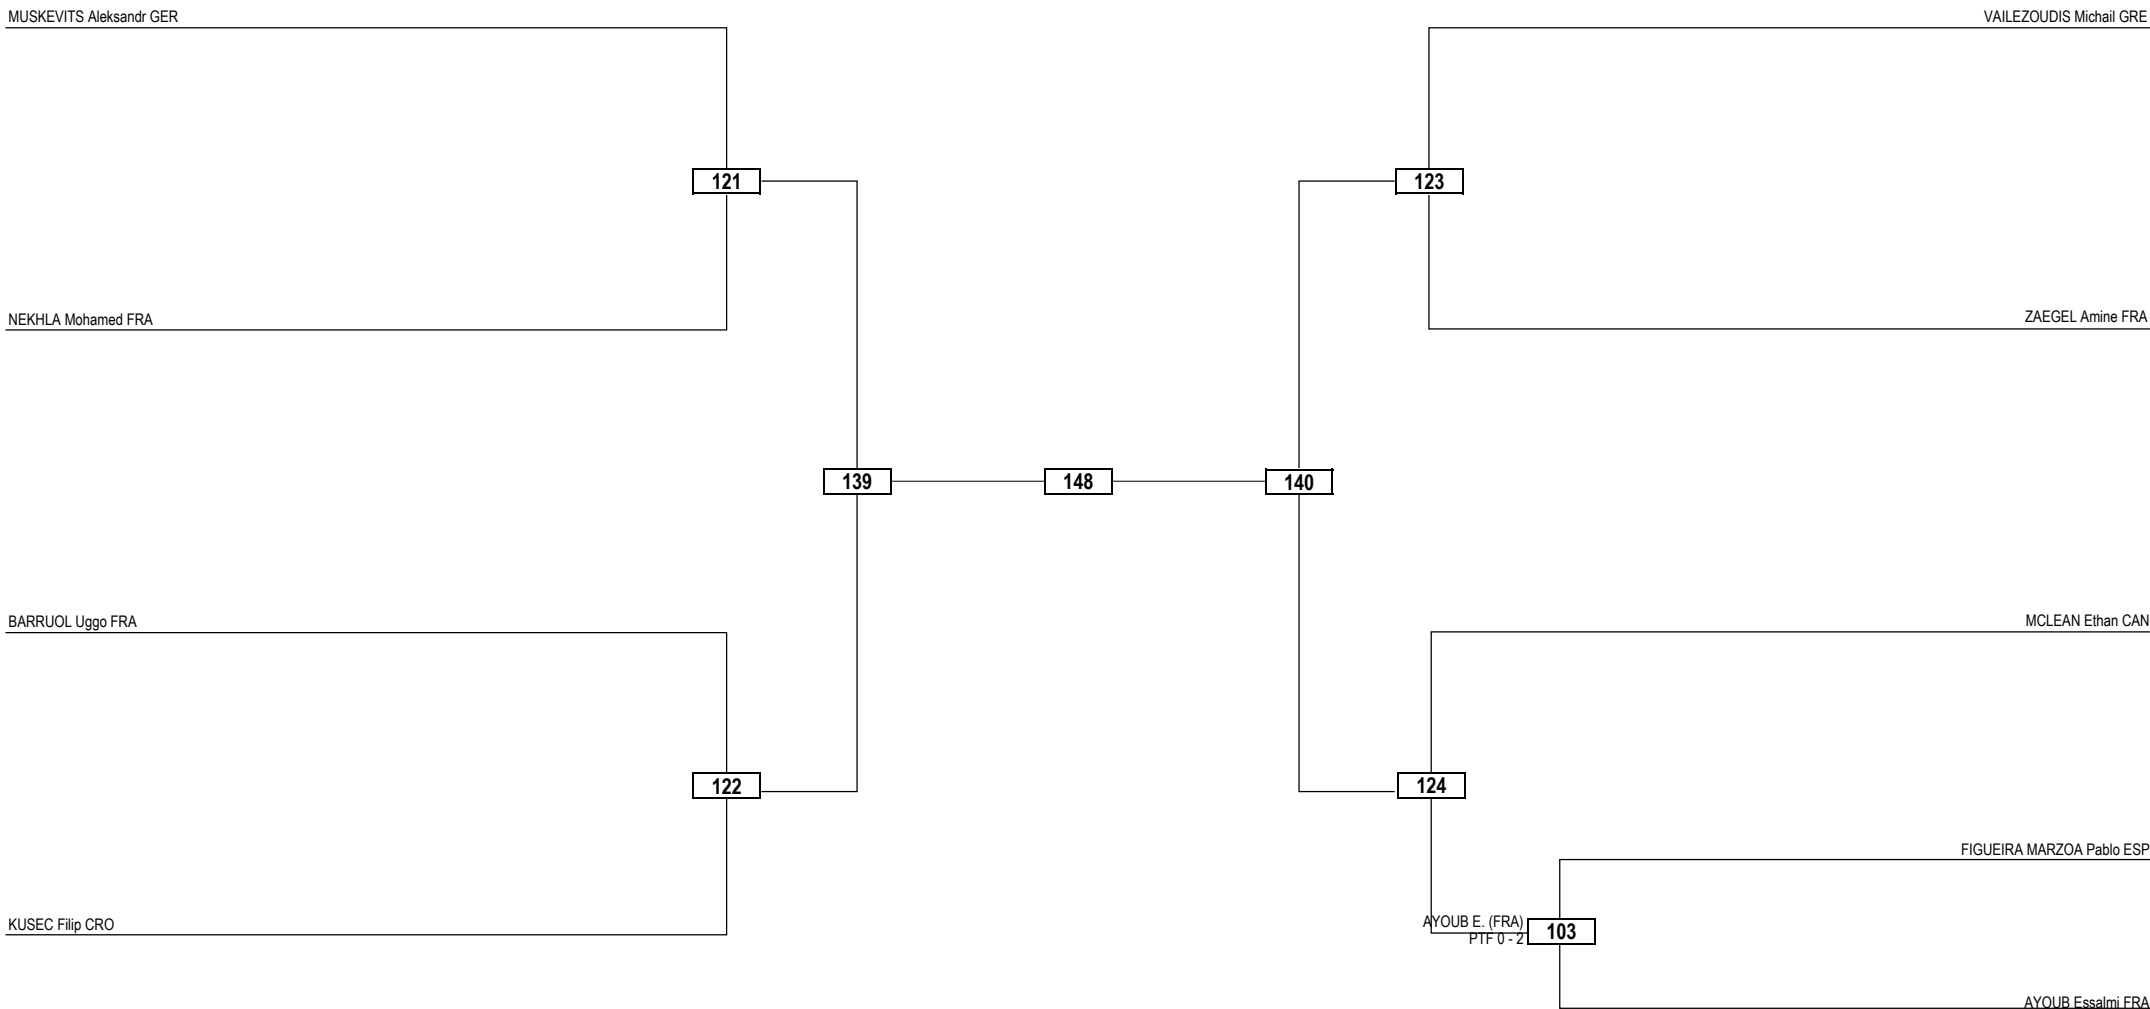 MUSKEVITS Aleksandr GER
VAILEZOUDIS Michail GRE
121
123
NEKHLA Mohamed FRA
ZAEGEL Amine FRA
139
148
140
BARRUOL Uggo FRA
MCLEAN Ethan CAN
122
124
FIGUEIRA MARZOA Pablo ESP
KUSEC Filip CRO
AYOUB E. (FRA)
PTF 0 - 2
103
AYOUB Essalmi FRA